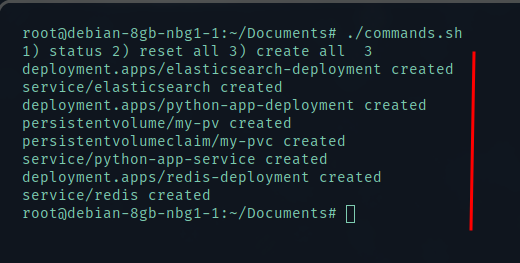 root@debian-8gb-nbg1-1:~/Documents# ./commands.sh
1) status 2) reset all 3) create all  3
deployment.apps/elasticsearch-deployment created
service/elasticsearch created
deployment.apps/python-app-deployment created
persistentvolume/my-pv created
persistentvolumeclaim/my-pvc created
service/python-app-service created
deployment.apps/redis-deployment created
service/redis created
root@debian-8gb-nbg1-1:~/Documents#